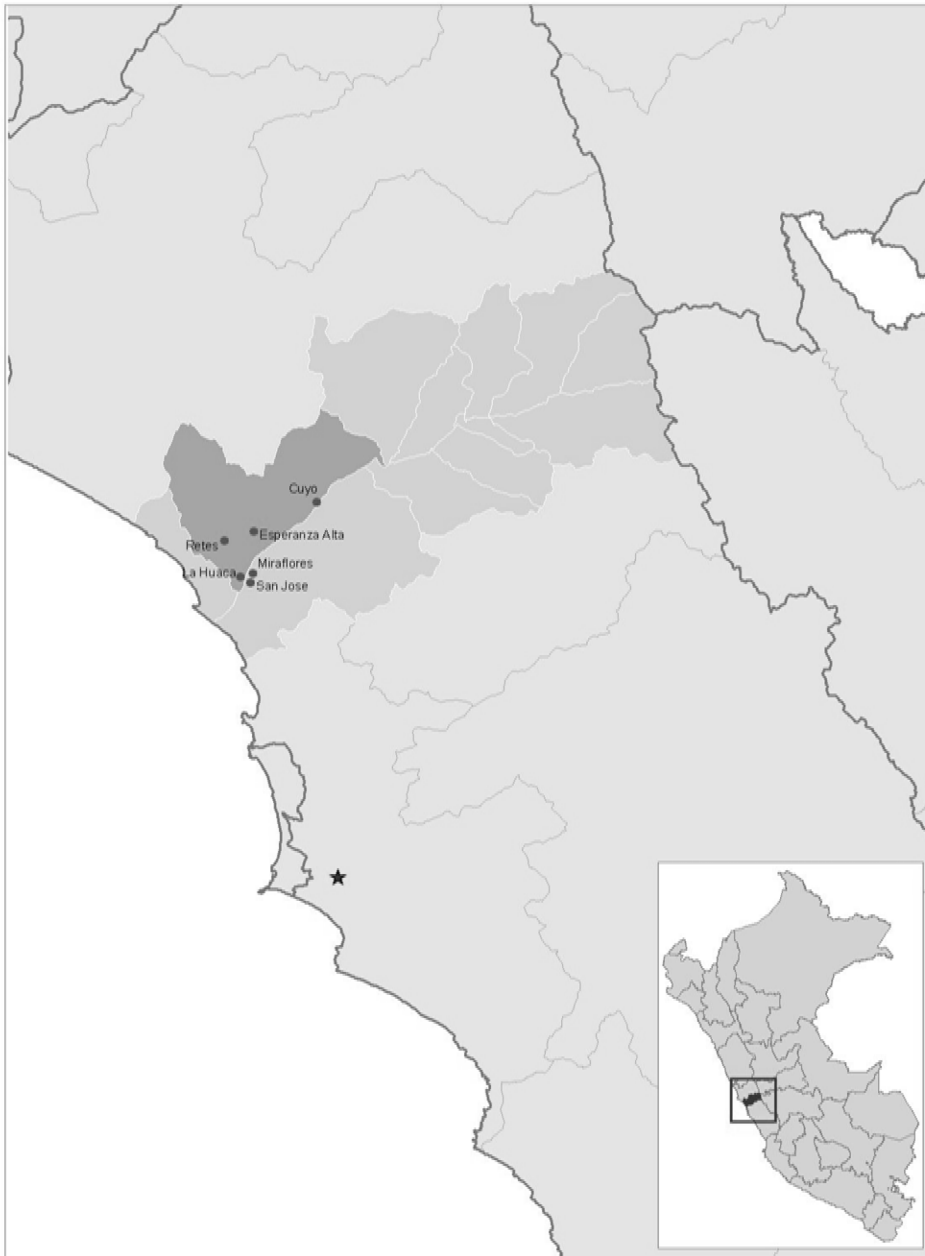 Cuyo
Esperanza Alta
Retes
Miraflores
La Huaca
San Jose